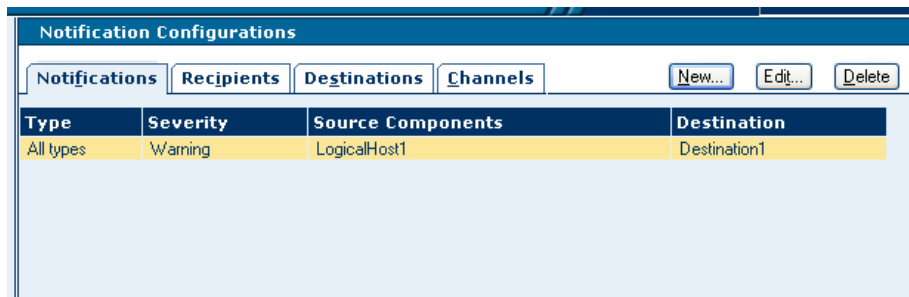 Notification Configurations
Notifications Recipients Destinations Channels New... Edit... Delete
Type Severity Source Components Destination
All types Warning LogicalHost1 Destination1